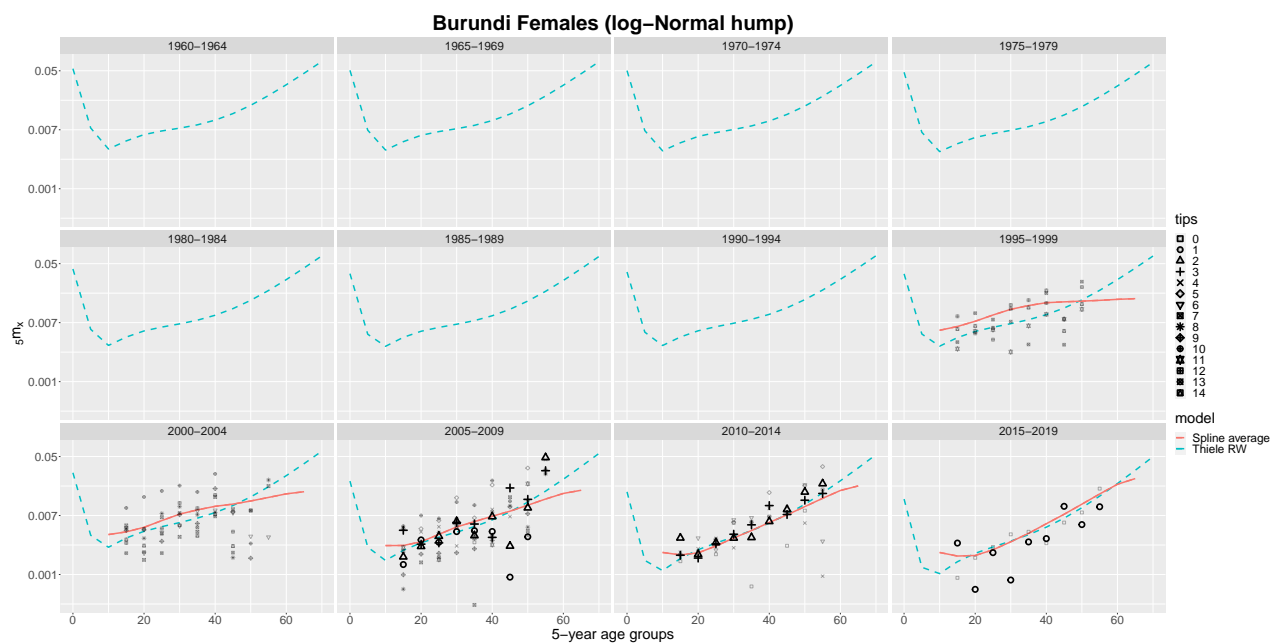 Burundi Females (log−Normal hump)
1960−1964 1965−1969 1970−1974 1975−1979
0.05
0.007
0.001
1980−1984 1985−1989 1990−1994 1995−1999
0.05
0.007
0.001
2000−2004 2005−2009 2010−2014 2015−2019
0.05
0.007
0.001
0 20 40 60 0 20 40 60 0 20 40 60 0 20 40 60
5−year age groups
5mx
tips
0
1
2
3
4
5
6
7
8
9
10
11
12
13
14
model
Spline average
Thiele RW